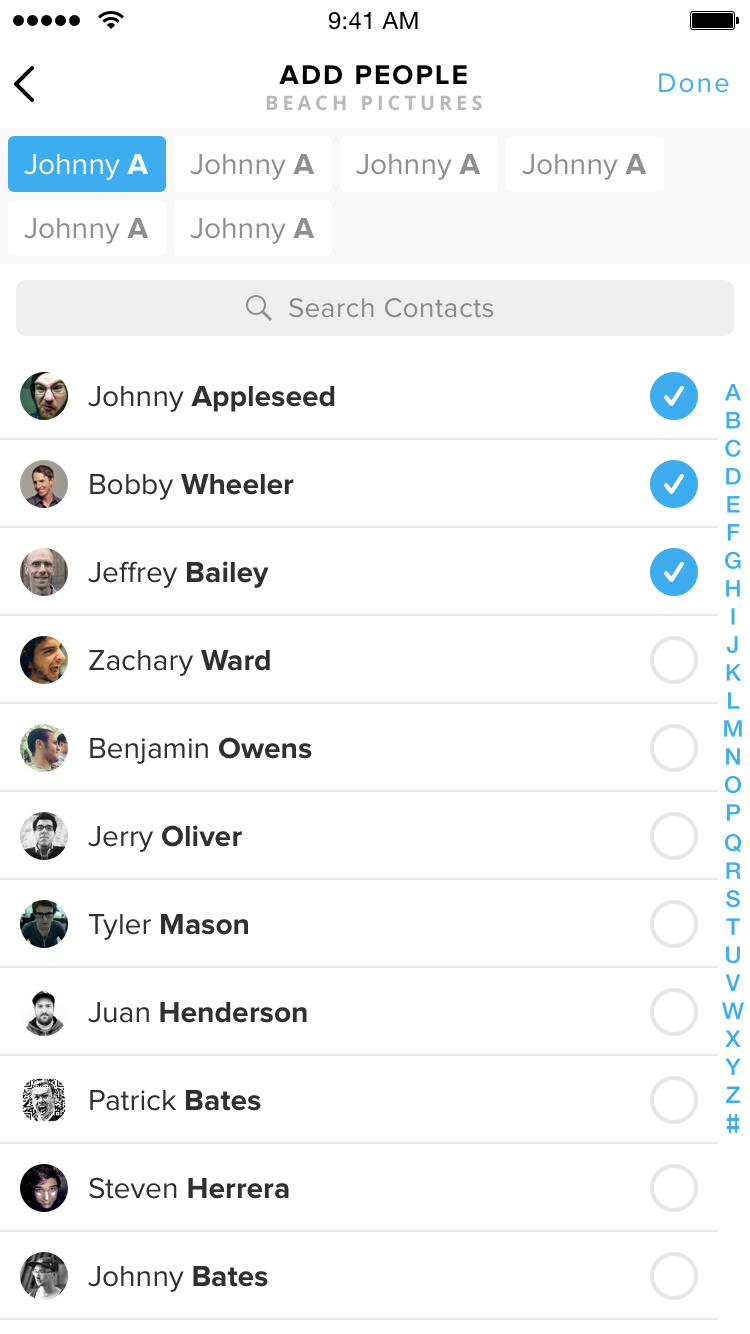 9:41 AM
ADD PEOPLE
BEACH PICTURES
Done
Johnny A Johnny A Johnny A Johnny A
Johnny A Johnny A
Search Contacts
Johnny Appleseed
Bobby Wheeler
Jeffrey Bailey
Zachary Ward
Benjamin Owens
Jerry Oliver
Tyler Mason
Juan Henderson
Patrick Bates
Steven Herrera
Johnny Bates
A
B
C
D
E
F
G
H
I
J
K
L
M
N
O
P
Q
R
S
T
U
V
W
X
Y
Z
#